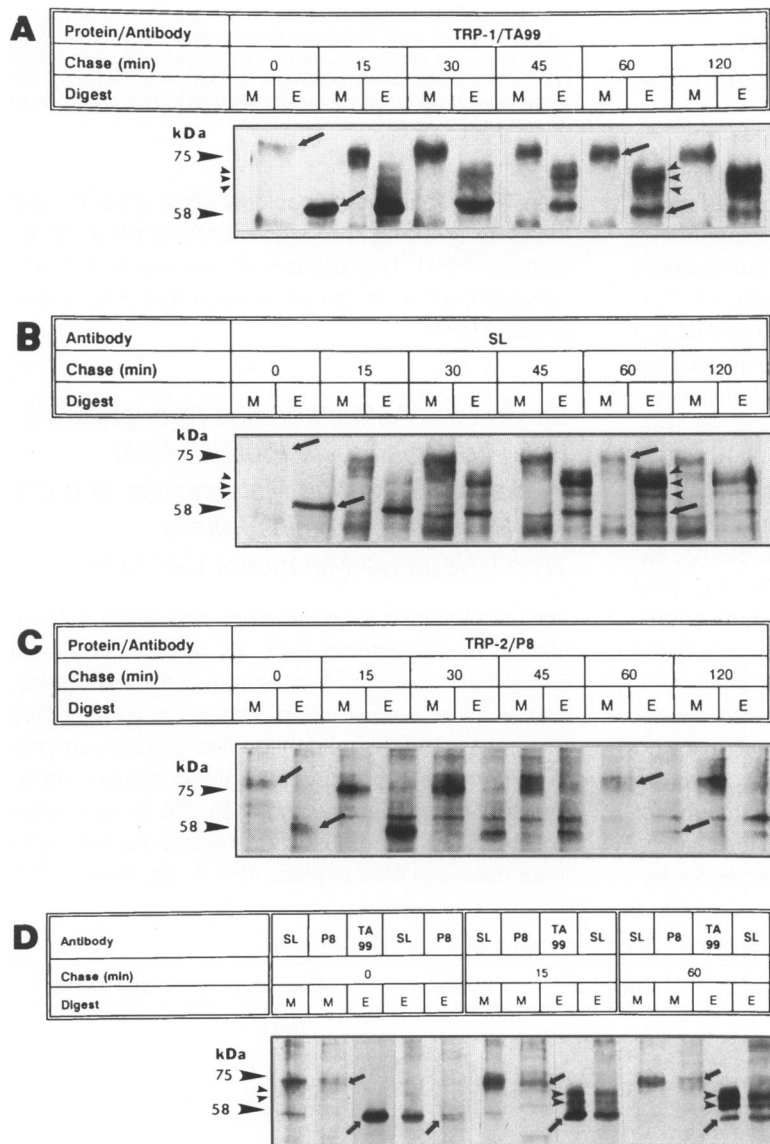 A
Protein/Antibody TRP-1/TA99
Chase (min) 0 15 30 45 60 120
Digest M E M E M E M E M E M E
kDa
75
58
B
Antibody SL
Chase (min) 0 15 30 45 60 120
Digest M E M E M E M E M E M E
kDa
75
58
C
Protein/Antibody TRP-2/P8
Chase (min) 0 15 30 45 60 120
Digest M E M E M E M E M E M E
kDa
75
58
D
Antibody SL P8 TA 99 SL P8 SL P8 TA 99 SL SL P8 TA 99 SL
Chase (min) 0 15 60
Digest M M E E E M M E E M M E E
kDa
75
58